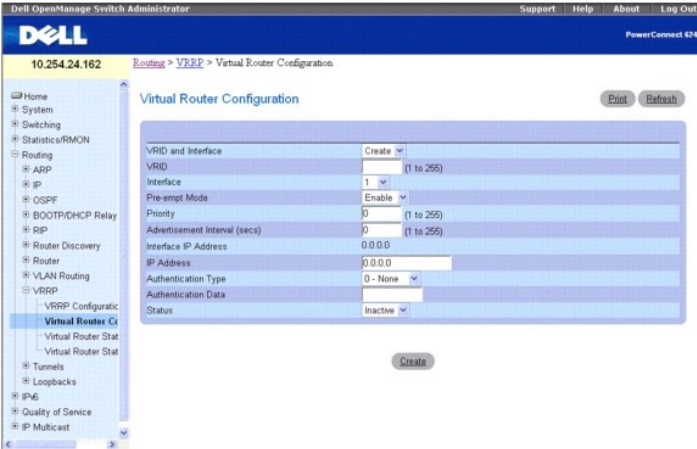 Dell OpenManage Switch Administrator
Support Help About Log Out
DELL
PowerConnect 624
10.254.24.162
Routing > VRRP > Virtual Router Configuration
Home
System
Switching
Statistics/RMON
Routing
ARP
IP
OSPF
BOOTP/DHCP Relay
RIP
Router Discovery
Router
VLAN Routing
VRRP
VRRP Configuratic
Virtual Router Co
Virtual Router Stat
Virtual Router Stat
Tunnels
Loopbacks
IPv6
Quality of Service
IP Multicast
Virtual Router Configuration
Print Refresh
VRID and Interface Create
VRID (1 to 255)
Interface 1
Pre-empt Mode Enable
Priority 0 (1 to 255)
Advertisement Interval (secs) 0 (1 to 255)
Interface IP Address 0.0.0.0
IP Address 0.0.0.0
Authentication Type 0 - None
Authentication Data
Status Inactive
Create